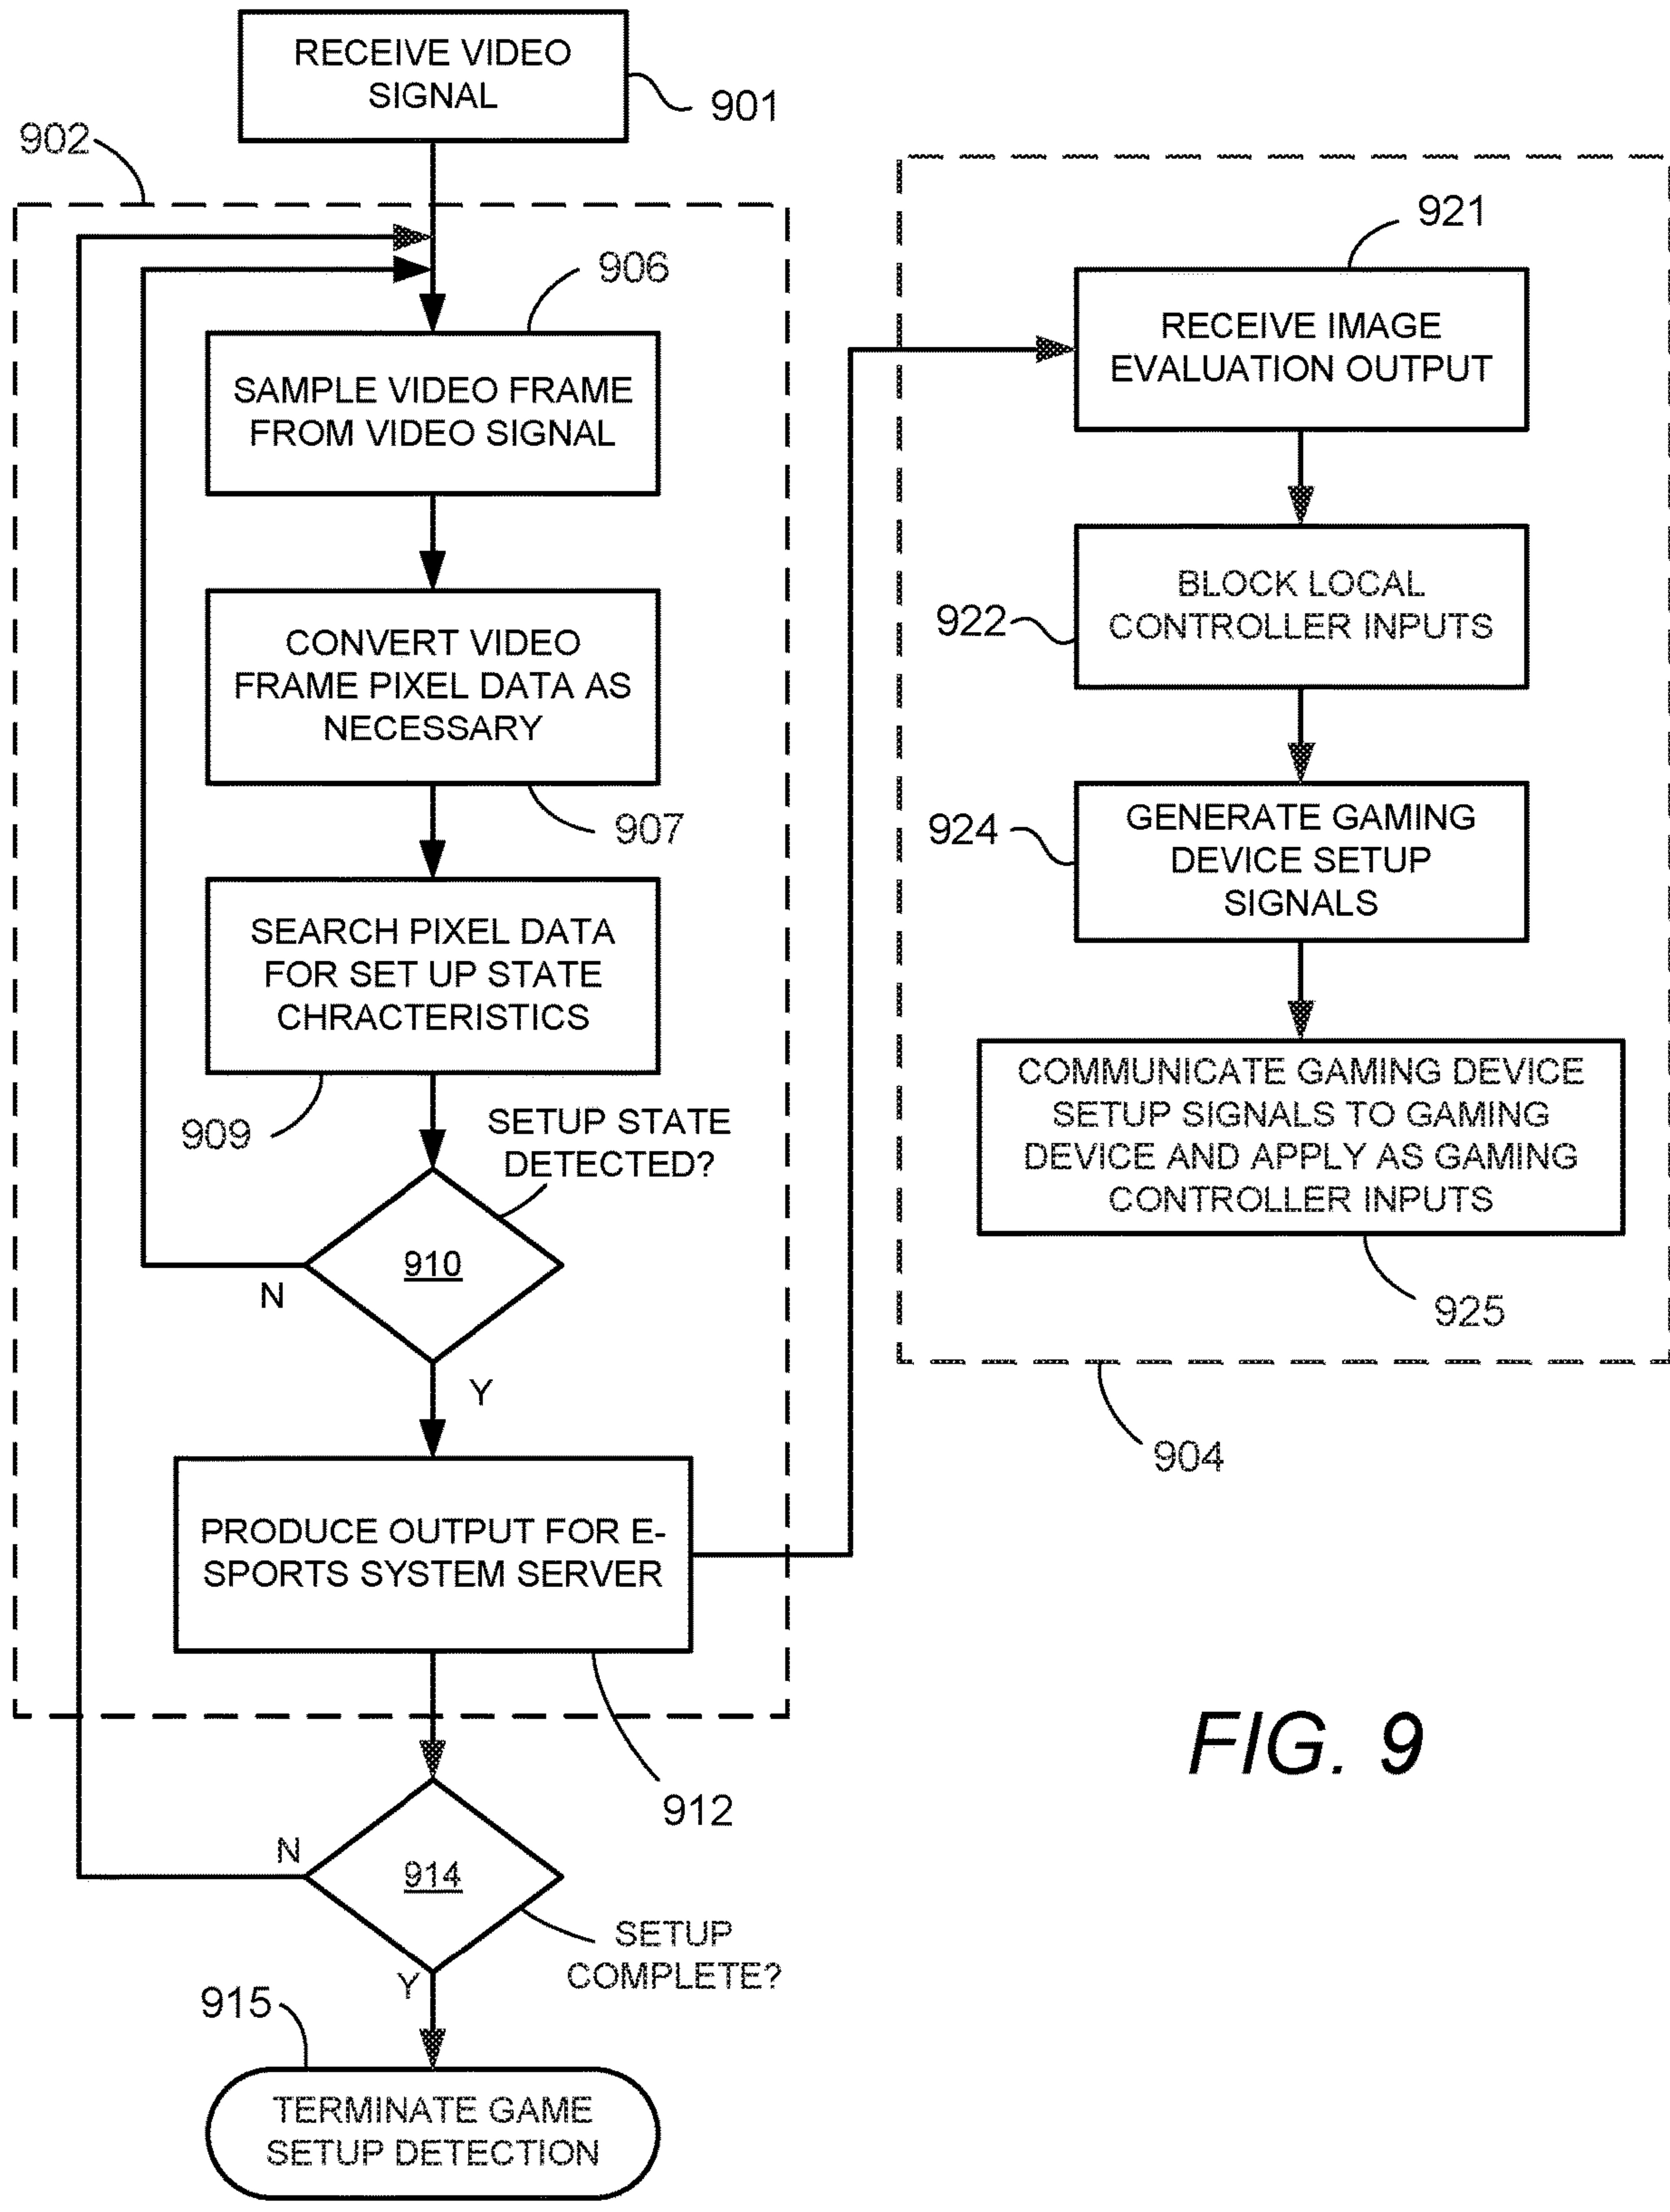 RECEIVE VIDEO
SIGNAL
901
902
906
SAMPLE VIDEO FRAME
FROM VIDEO SIGNAL
CONVERT VIDEO
FRAME PIXEL DATA AS
NECESSARY
907
SEARCH PIXEL DATA
FOR SET UP STATE
CHRACTERISTICS
909
SETUP STATE
DETECTED?
910
N
Y
PRODUCE OUTPUT FOR E-
SPORTS SYSTEM SERVER
912
N
914
SETUP
COMPLETE?
Y
915
TERMINATE GAME
SETUP DETECTION
921
RECEIVE IMAGE
EVALUATION OUTPUT
BLOCK LOCAL
CONTROLLER INPUTS
922
GENERATE GAMING
DEVICE SETUP
SIGNALS
924
COMMUNICATE GAMING DEVICE
SETUP SIGNALS TO GAMING
DEVICE AND APPLY AS GAMING
CONTROLLER INPUTS
925
904
FIG. 9